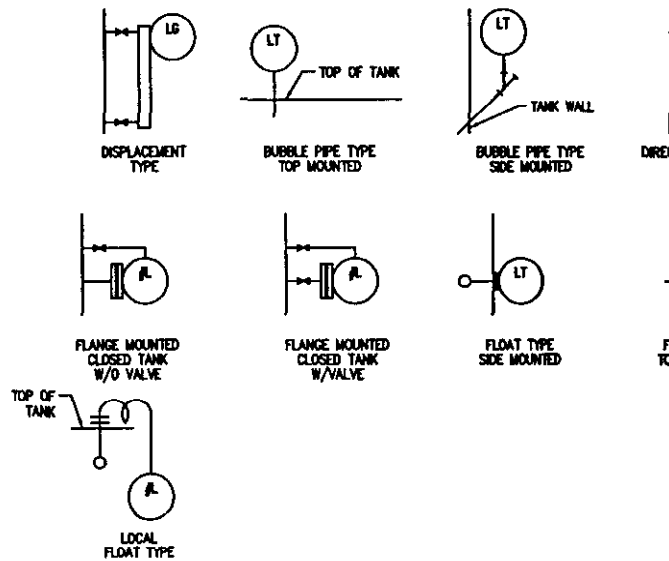 LG
DISPLACEMENT
TYPE
LT
TOP OF TANK
BUBBLE PIPE TYPE
TOP MOUNTED
LT
TANK WALL
BUBBLE PIPE TYPE
SIDE MOUNTED
FLANGE MOUNTED
CLOSED TANK
W/O VALVE
FLANGE MOUNTED
CLOSED TANK
W/VALVE
LT
FLOAT TYPE
SIDE MOUNTED
TOP OF
TANK
LOCAL
FLOAT TYPE